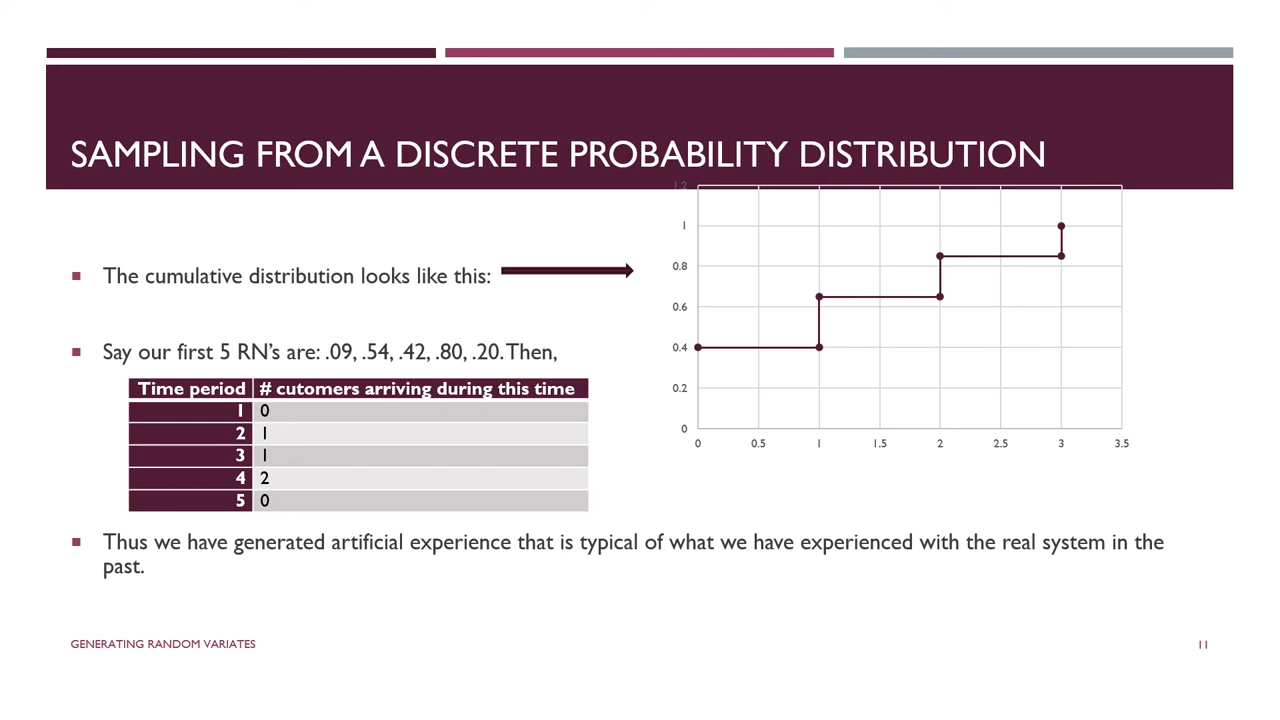 SAMPLING FROM A DISCRETE PROBABILITY DISTRIBUTION
The cumulative distribution looks like this:
Say our first 5 RN's are: .09, .54, .42, .80, .20. Then,
Time period # cutomers arriving during this time
1 0
2 1
3 1
4 2
5 0
1.2
1
0.8
0.6
0.4
0.2
0
0 0.5 1 1.5 2 2.5 3 3.5
Thus we have generated artificial experience that is typical of what we have experienced with the real system in the
past.
GENERATING RANDOM VARIATES
11